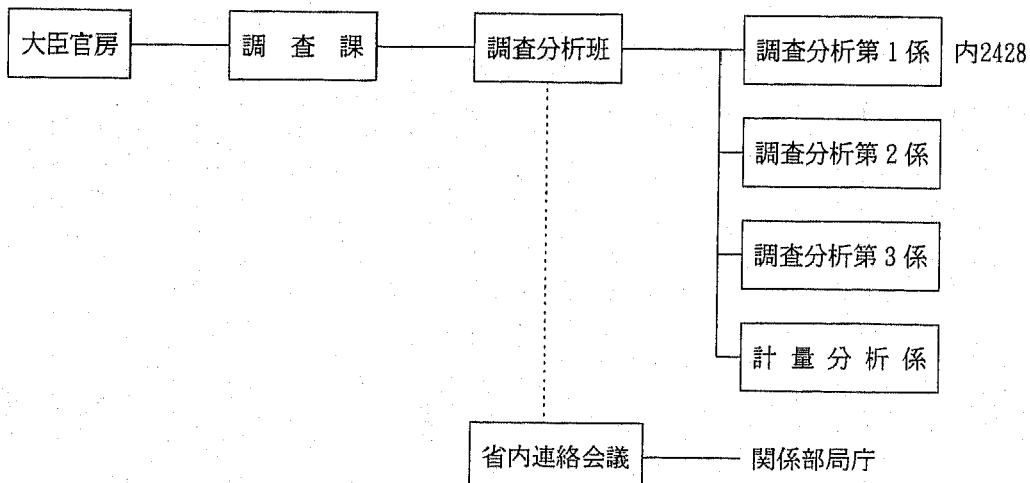 大臣官房
調査課
調査分析班
調査分析第1係 内2428
調査分析第2係
調査分析第3係
計量分析係
省内連絡会議
関係部局庁